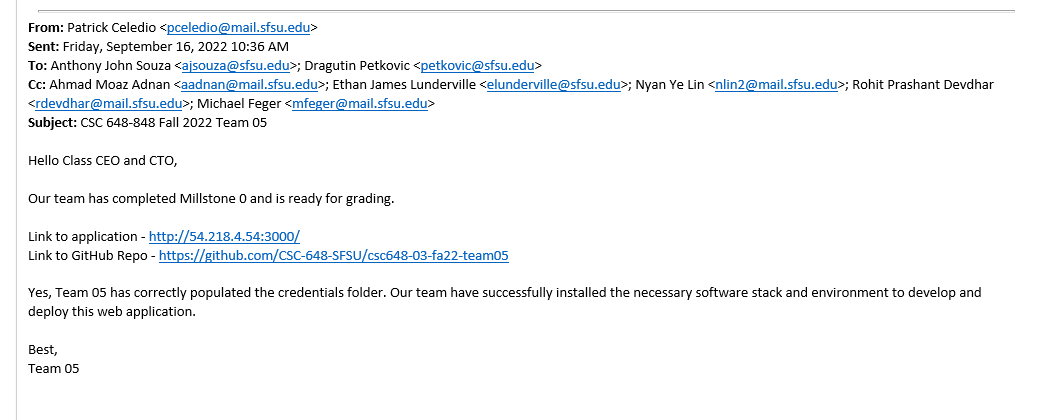 From: Patrick Celedio <pceledio@mail.sfsu.edu>
Sent: Friday, September 16, 2022 10:36 AM
To: Anthony John Souza <ajsouza@sfsu.edu>; Dragutin Petkovic <petkovic@sfsu.edu>
Cc: Ahmad Moaz Adnan <aadnan@mail.sfsu.edu>; Ethan James Lunderville <elunderville@sfsu.edu>; Nyan Ye Lin <nlin2@mail.sfsu.edu>; Rohit Prashant Devdhar
<rdevdhar@mail.sfsu.edu>; Michael Feger <mfeger@mail.sfsu.edu>
Subject: CSC 648-848 Fall 2022 Team 05
Hello Class CEO and CTO,
Our team has completed Millstone 0 and is ready for grading.
Link to application - http://54.218.4.54:3000/
Link to GitHub Repo - https://github.com/CSC-648-SFSU/csc648-03-fa22-team05
Yes, Team 05 has correctly populated the credentials folder. Our team have successfully installed the necessary software stack and environment to develop and
deploy this web application.
Best,
Team 05